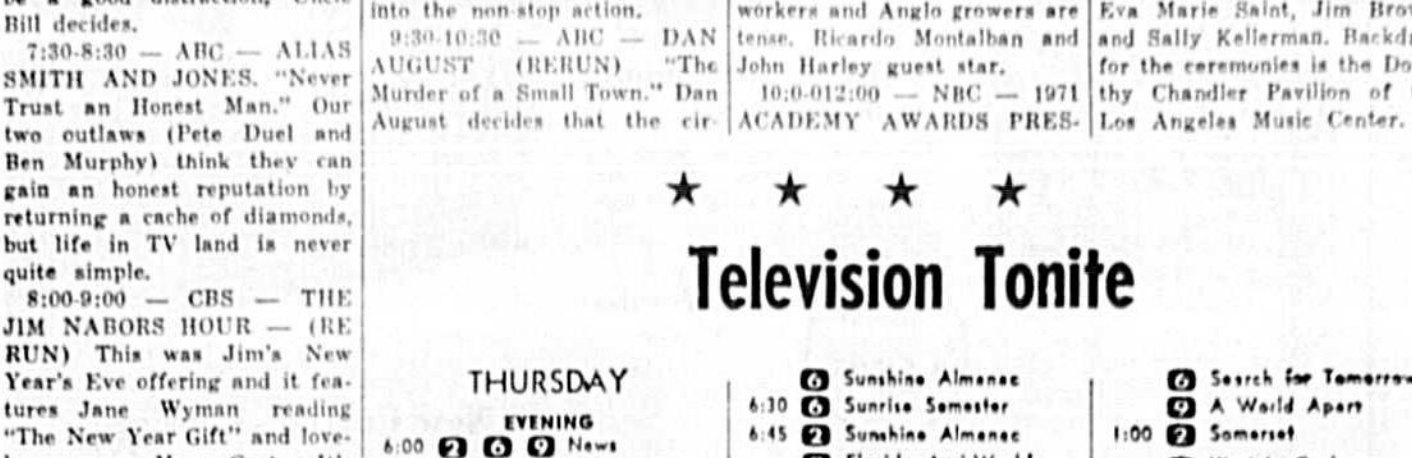 Bill decides.
7:30-8:30 — ABC — ALIAS
SMITH AND JONES. "Never
Trust an Honest Man." Our
two outlaws (Pete Duel and
Ben Murphy) think they can
gain an honest reputation by
returning a cache of diamonds,
but life in TV land is never
quite simple.
8:00-9:00 — CBS — THE
JIM NABORS HOUR — (RE
RUN) This was Jim's New
Year's Eve offering and it fea-
tures Jane Wyman reading
"The New Year Gift" and love-
into the non-stop action.
9:30-10:30 — ABC — DAN
AUGUST (RERUN) "The
Murder of a Small Town." Dan
August decides that the cir-
workers and Anglo growers are
tense. Ricardo Montalban and
John Harley guest star.
10:0-012:00 — NBC — 1971
ACADEMY AWARDS PRES-
Eva Marie Saint, Jim
and Sally Kellerman.
for the ceremonies is the
thy Chandler Pavilion of
Los Angeles Music Center.
Television Tonite
THURSDAY
EVENING
6:00 2 6 9 News
6 Sunshine Almanac
6:30 6 Sunrise Semester
6:45 2 Sunshine Almanac
6 Search for Tomorrow
9 A World Apart
1:00 2 Somerset